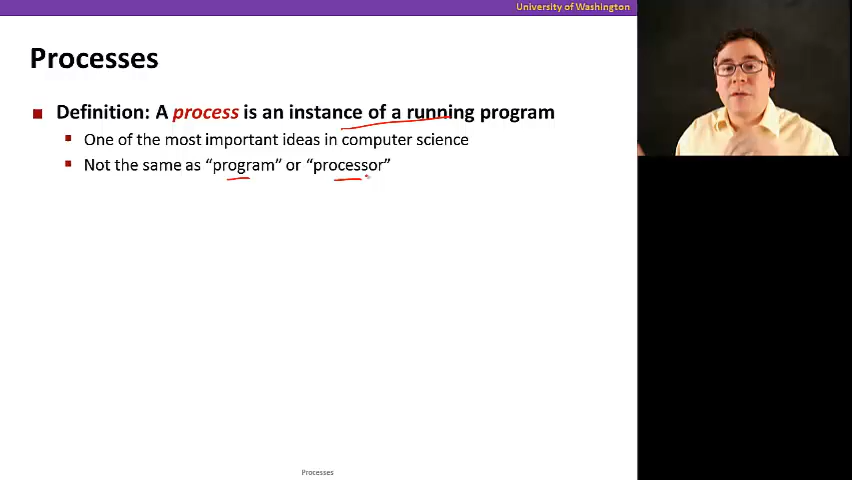 University of Washington
Processes
Definition: A process is an instance of a running program
One of the most important ideas in computer science
Not the same as “program” or “processor”
Processes